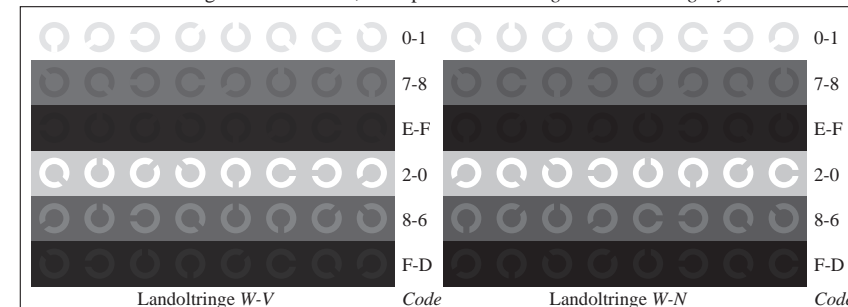 0-1 0-1
7-8 7-8
E-F E-F
2-0 2-0
8-6 8-6
F-D F-D
Landoltringe W-V Code Landoltringe W-N Code